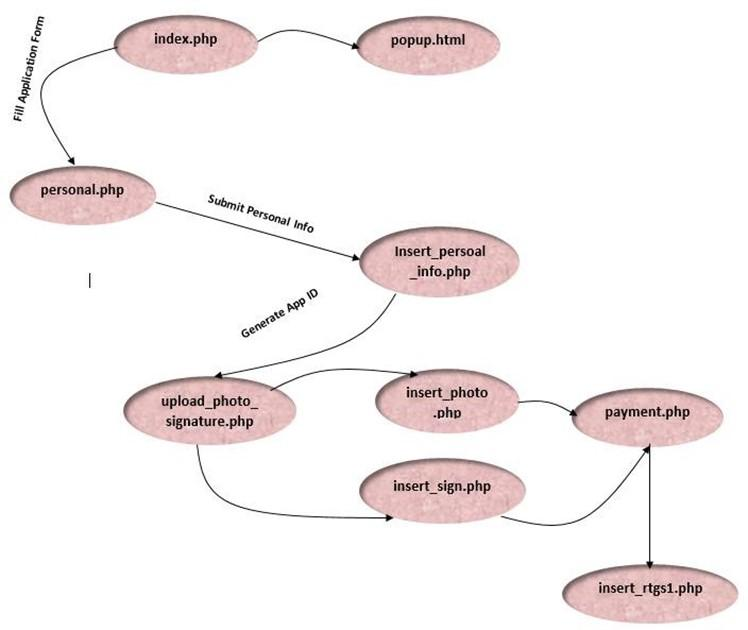 index.php
popup.html
Fill Application Form
personal.php
Submit Personal Info
Insert_persoal
_info.php
Generate App ID
upload_photo_
signature.php
insert_photo
.php
payment.php
insert_sign.php
insert_rtgs1.php